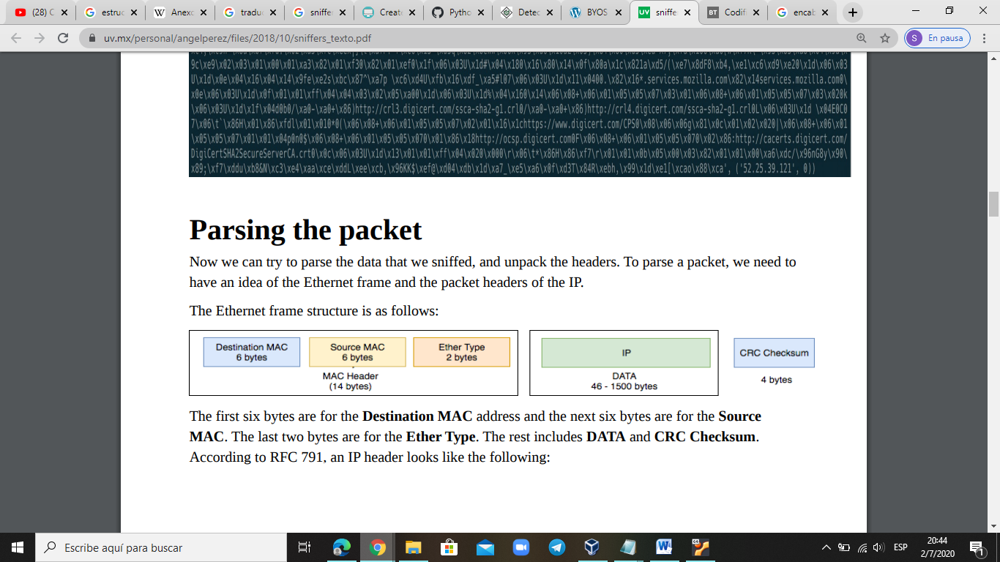 (28) C
estruc
Anexo
traduc
sniffer
Create
Pytho
Detec
BYOS
sniffe
Codif
encab
uv.mx/personal/angelperez/files/2018/10/sniffers_texto.pdf
En pausa
9c\xe9\x02\x03\x01\x00\x01\xa3\x82\x01\xf30\x82\x01\xef0\x1f\x06\x03U\x1d#\x04\x180\x16\x80\x14\x0f\x80a\x1c\x821a\xd5/(\xe7\x8dF8\xb4,\xe1\xc6\xd9\xe20\x1d\x06\x03
U\x1d\x0e\x04\x16\x04\x14\x9fe\xe2s\xbc\x87^\xa7p \xc6\xd4U\xfb\x16\xdf_\xa5#l07\x06\x03U\x1d\x11\x0400.\x82\x16*.services.mozilla.com\x82\x14services.mozilla.com0\
x0e\x06\x03U\x1d\x0f\x01\x01\xff\x04\x04\x03\x02\x05\xa00\x1d\x06\x03U\x1d%\x04\x160\x14\x06\x08+\x06\x01\x05\x05\x07\x03\x01\x06\x08+\x06\x01\x05\x05\x07\x03\x020k
\x06\x03U\x1d\x1f\x04d0b0/\xa0-\xa0+\x86)http://crl3.digicert.com/ssca-sha2-g1.crl0/\xa0-\xa0+\x86)http://crl4.digicert.com/ssca-sha2-g1.crl0L\x06\x03U\x1d \x04E0C0
7\x06\t`\x86H\x01\x86\xfdl\x01\x010*0(\x06\x08+\x06\x01\x05\x05\x07\x02\x01\x16\x1chttps://www.digicert.com/CPS0\x08\x06\x06g\x81\x0c\x01\x02\x020|\x06\x08+\x06\x01
\x05\x05\x07\x01\x01\x04p0n0$\x06\x08+\x06\x01\x05\x05\x070\x01\x86\x18http://ocsp.digicert.com0F\x06\x08+\x06\x01\x05\x05\x070\x02\x86:http://cacerts.digicert.com/
DigiCertSHA2SecureServerCA.crt0\x0c\x06\x03U\x1d\x13\x01\x01\xff\x04\x020\x000\r\x06\t*\x86H\x86\xf7\r\x01\x01\x0b\x05\x00\x03\x82\x01\x01\x00\xa6\xdc/\x96nG8y\x90\
x89;\xf7\xddu\xb8&N\xc3\xe4\xaa\xce\xddL\xee\xcb,\x96KK$\xef@\xd04\xdb\x1d\xa7_\xe5\xa6\x0f\xd3T\x84R\xebh,\x99\x1d\xe1[\xcao\x88\xca', ('52.25.39.121', 0))
Parsing the packet
Now we can try to parse the data that we sniffed, and unpack the headers. To parse a packet, we need to
have an idea of the Ethernet frame and the packet headers of the IP.
The Ethernet frame structure is as follows:
Destination MAC
6 bytes
Source MAC
6 bytes
Ether Type
2 bytes
MAC Header
(14 bytes)
IP
DATA
46 - 1500 bytes
CRC Checksum
4 bytes
The first six bytes are for the Destination MAC address and the next six bytes are for the Source
MAC. The last two bytes are for the Ether Type. The rest includes DATA and CRC Checksum.
According to RFC 791, an IP header looks like the following:
Escribe aquí para buscar
ESP
20:44
2/7/2020